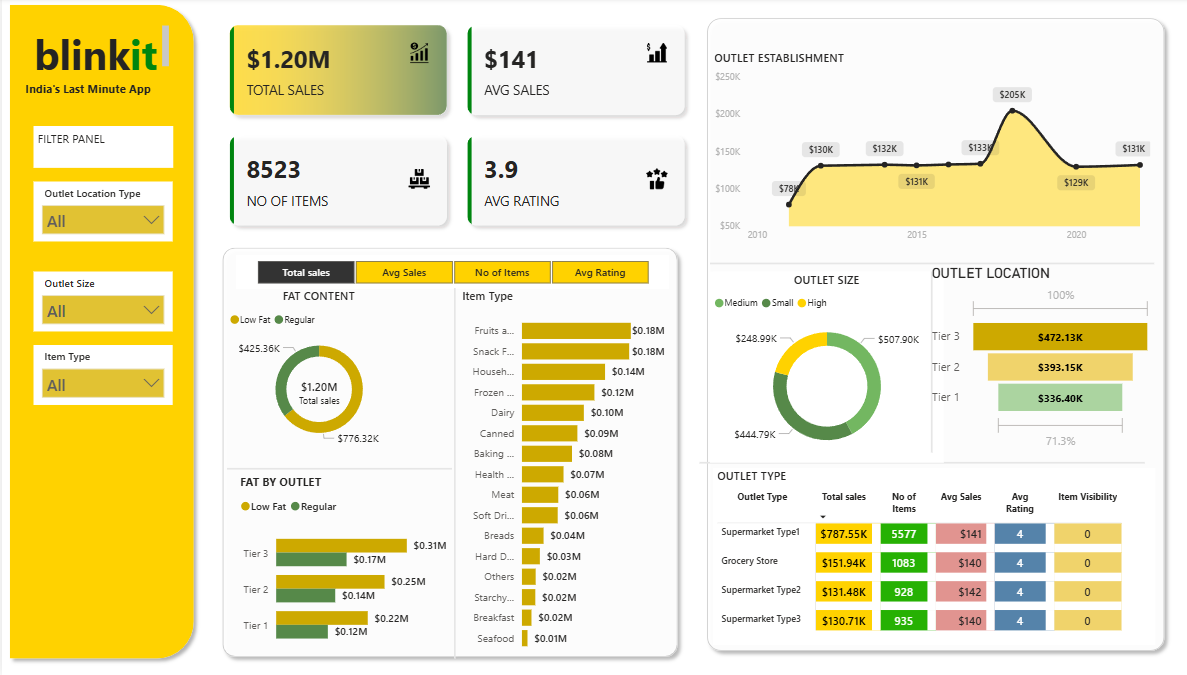 blinkit
India's Last Minute App
FILTER PANEL
Outlet Location Type
All
Outlet Size
All
Item Type
All
$1.20M
TOTAL SALES
$141
AVG SALES
8523
NO OF ITEMS
3.9
AVG RATING
Total sales
Avg Sales
No of Items
Avg Rating
FAT CONTENT
Low Fat Regular
$425.36K
$1.20M
Total sales
$776.32K
FAT BY OUTLET
Low Fat Regular
Tier 3 $0.31M
$0.17M
Tier 2 $0.25M
$0.14M
Tier 1 $0.22M
$0.12M
Item Type
Fruits a... $0.18M
Snack F... $0.18M
Househ... $0.14M
Frozen ... $0.12M
Dairy $0.10M
Canned $0.09M
Baking ... $0.08M
Health ... $0.07M
Meat $0.06M
Soft Dri... $0.06M
Breads $0.04M
Hard D... $0.03M
Others $0.02M
Starchy... $0.02M
Breakfast $0.02M
Seafood $0.01M
OUTLET ESTABLISHMENT
$250K
$200K
$150K
$100K
$50K
$78K
$130K
$132K
$131K
$133K
$205K
$129K
$131K
2010 2015 2020
OUTLET SIZE
Medium Small High
$248.99K
$507.90K
$444.79K
OUTLET LOCATION
100%
Tier 3 $472.13K
Tier 2 $393.15K
Tier 1 $336.40K
71.3%
OUTLET TYPE
Outlet Type Total sales No of Items Avg Sales Avg Rating Item Visibility
Supermarket Type1 $787.55K 5577 $141 4 0
Grocery Store $151.94K 1083 $140 4 0
Supermarket Type2 $131.48K 928 $142 4 0
Supermarket Type3 $130.71K 935 $140 4 0